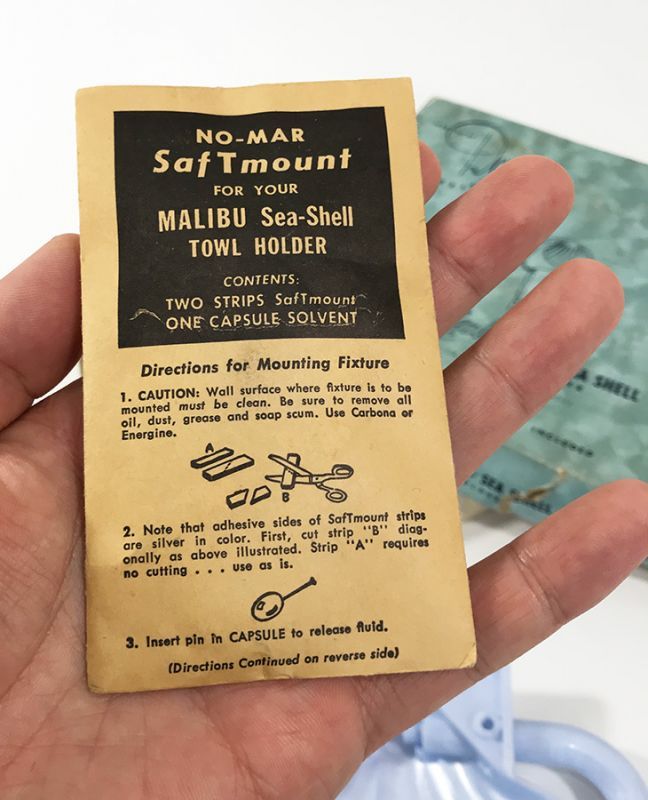 NO-MAR
SafTmount
FOR YOUR
MALIBU Sea-Shell
TOWL HOLDER
CONTENTS:
TWO STRIPS SafTmount
ONE CAPSULE SOLVENT
Directions for Mounting Fixture
1. CAUTION: Wall surface where fixture is to be
mounted must be clean. Be sure to remove all
oil, dust, grease and soap scum. Use Carbona or
Energine.
A
B
2. Note that adhesive sides of SafTmount strips
are silver in color. First, cut strip "B" diag-
onally as above illustrated. Strip "A" requires
no cutting . . . use as is.
3. Insert pin in CAPSULE to release fluid.
(Directions Continued on reverse side)
SHELL
INCLUDED
SEA SHELL